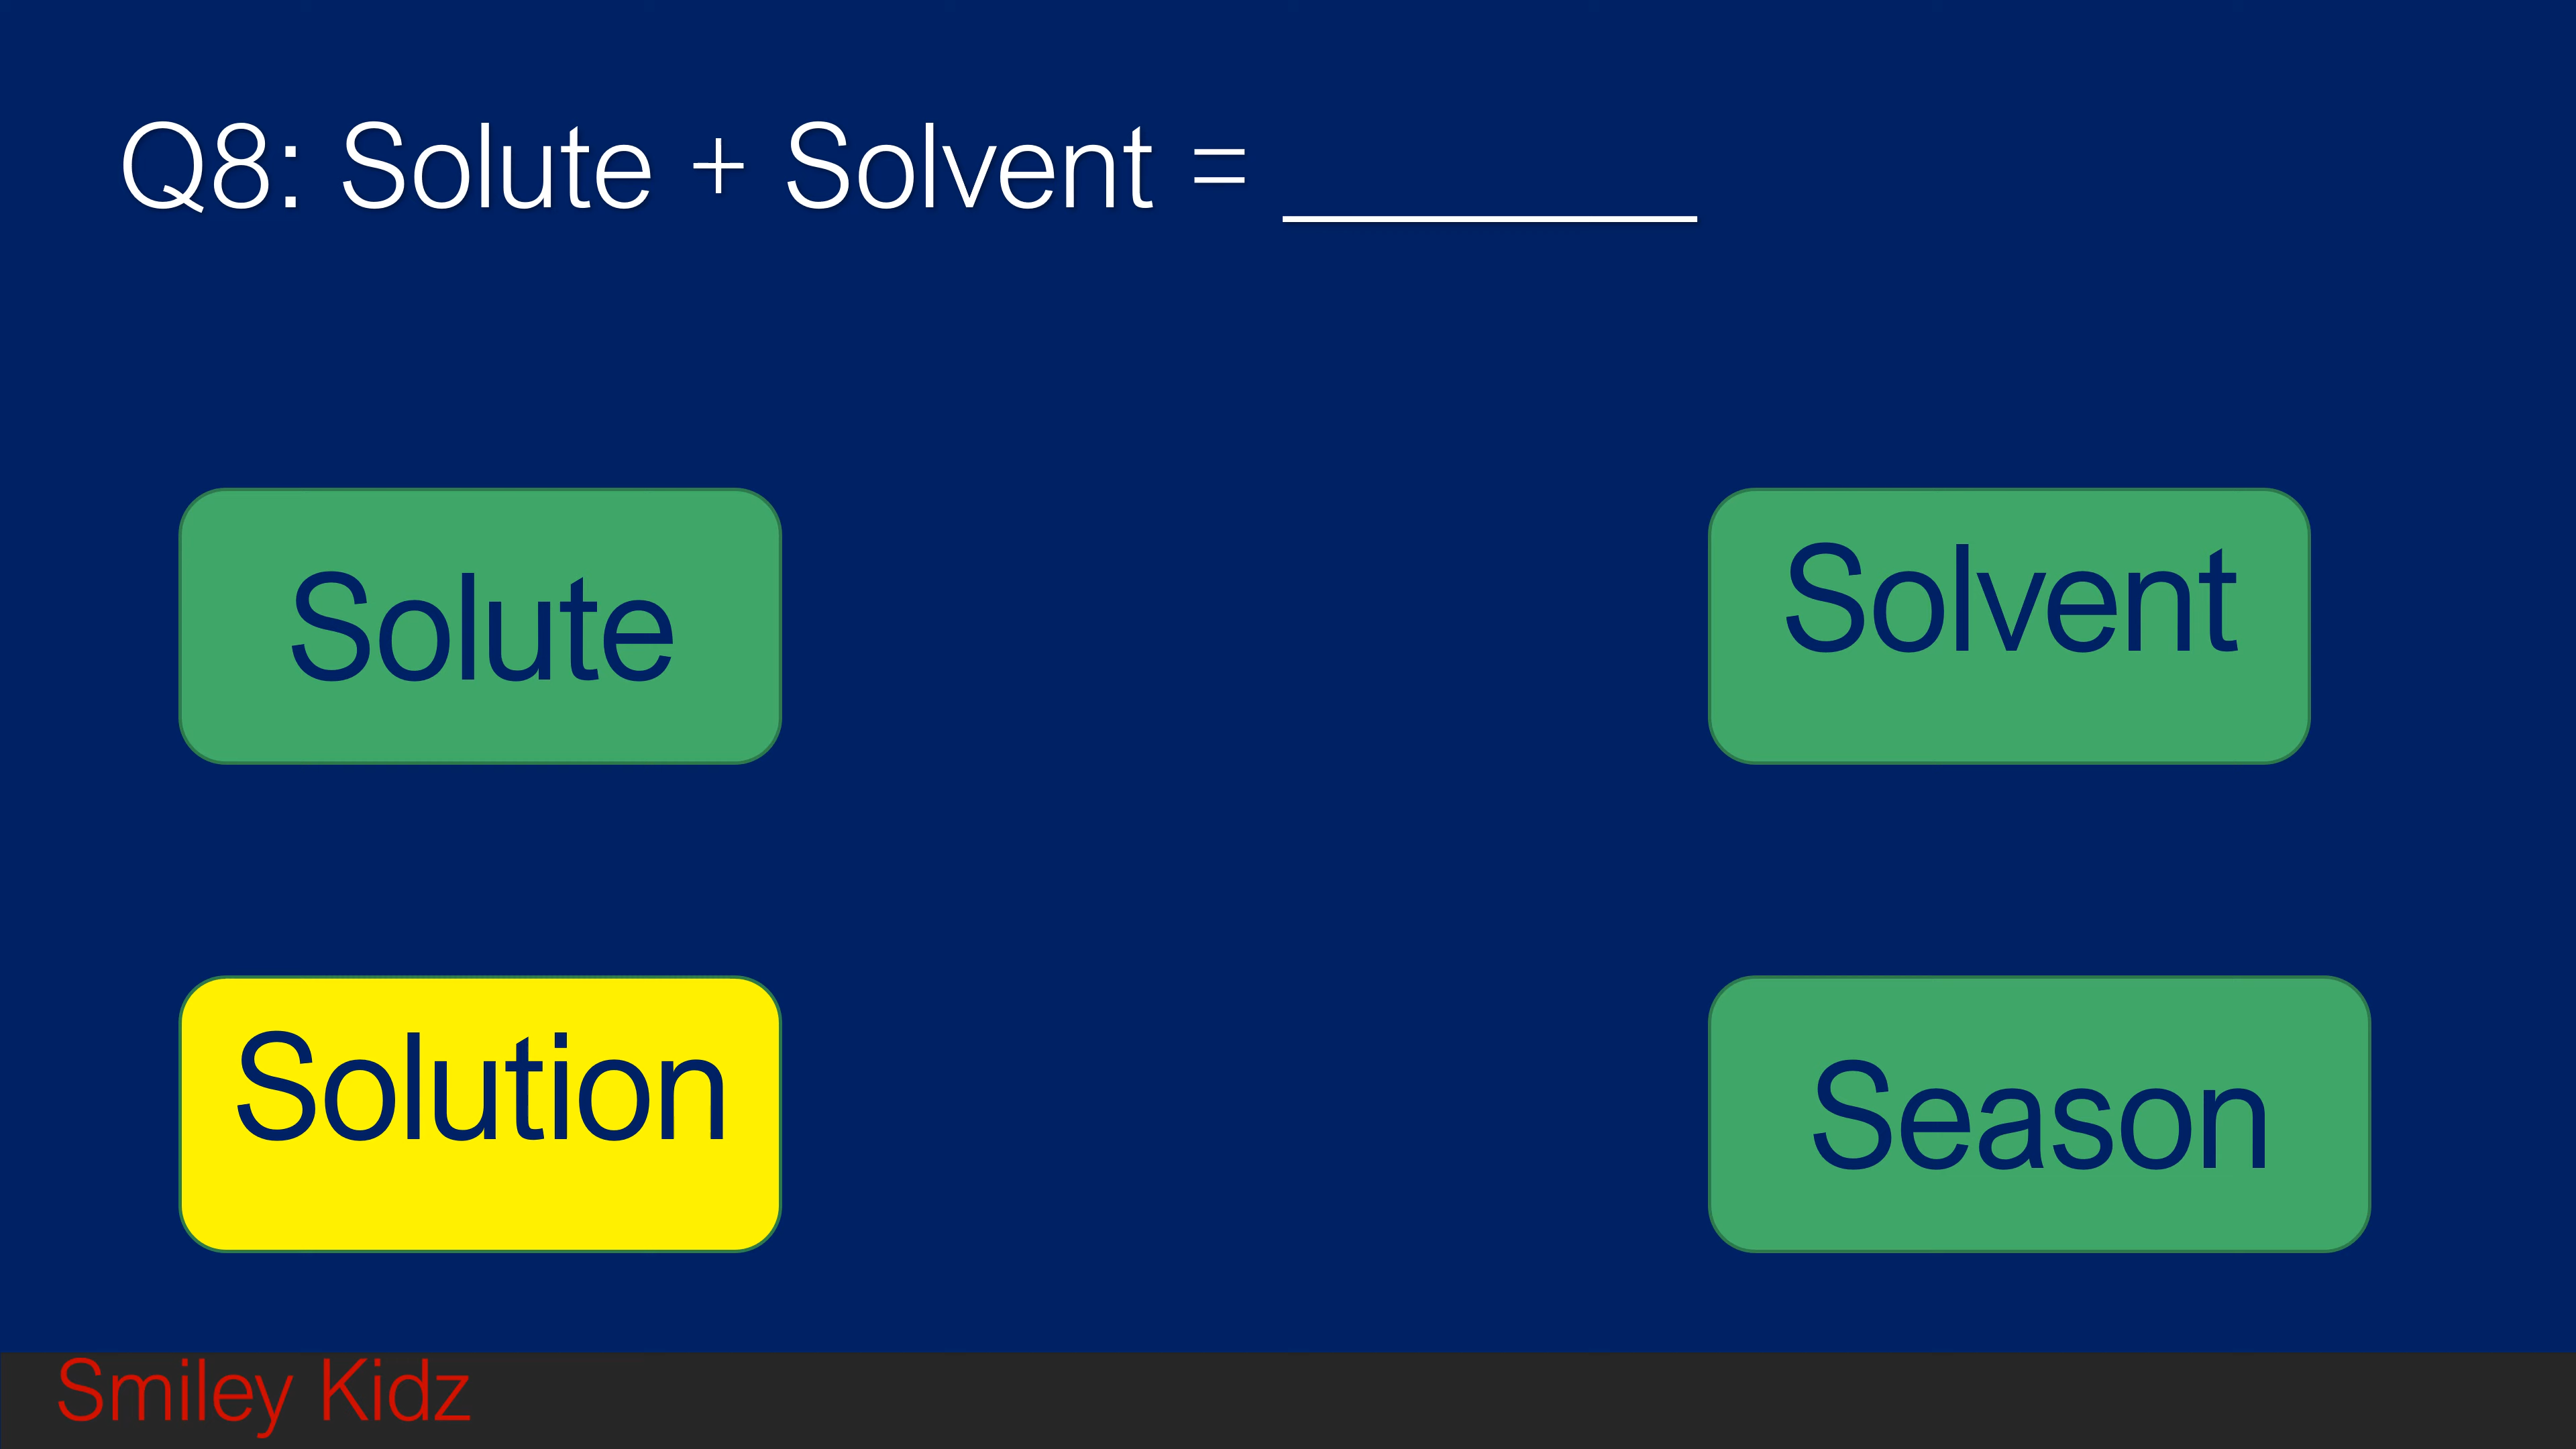 Q8: Solute + Solvent = ________
Solute
Solvent
Solution
Season
Smiley Kidz